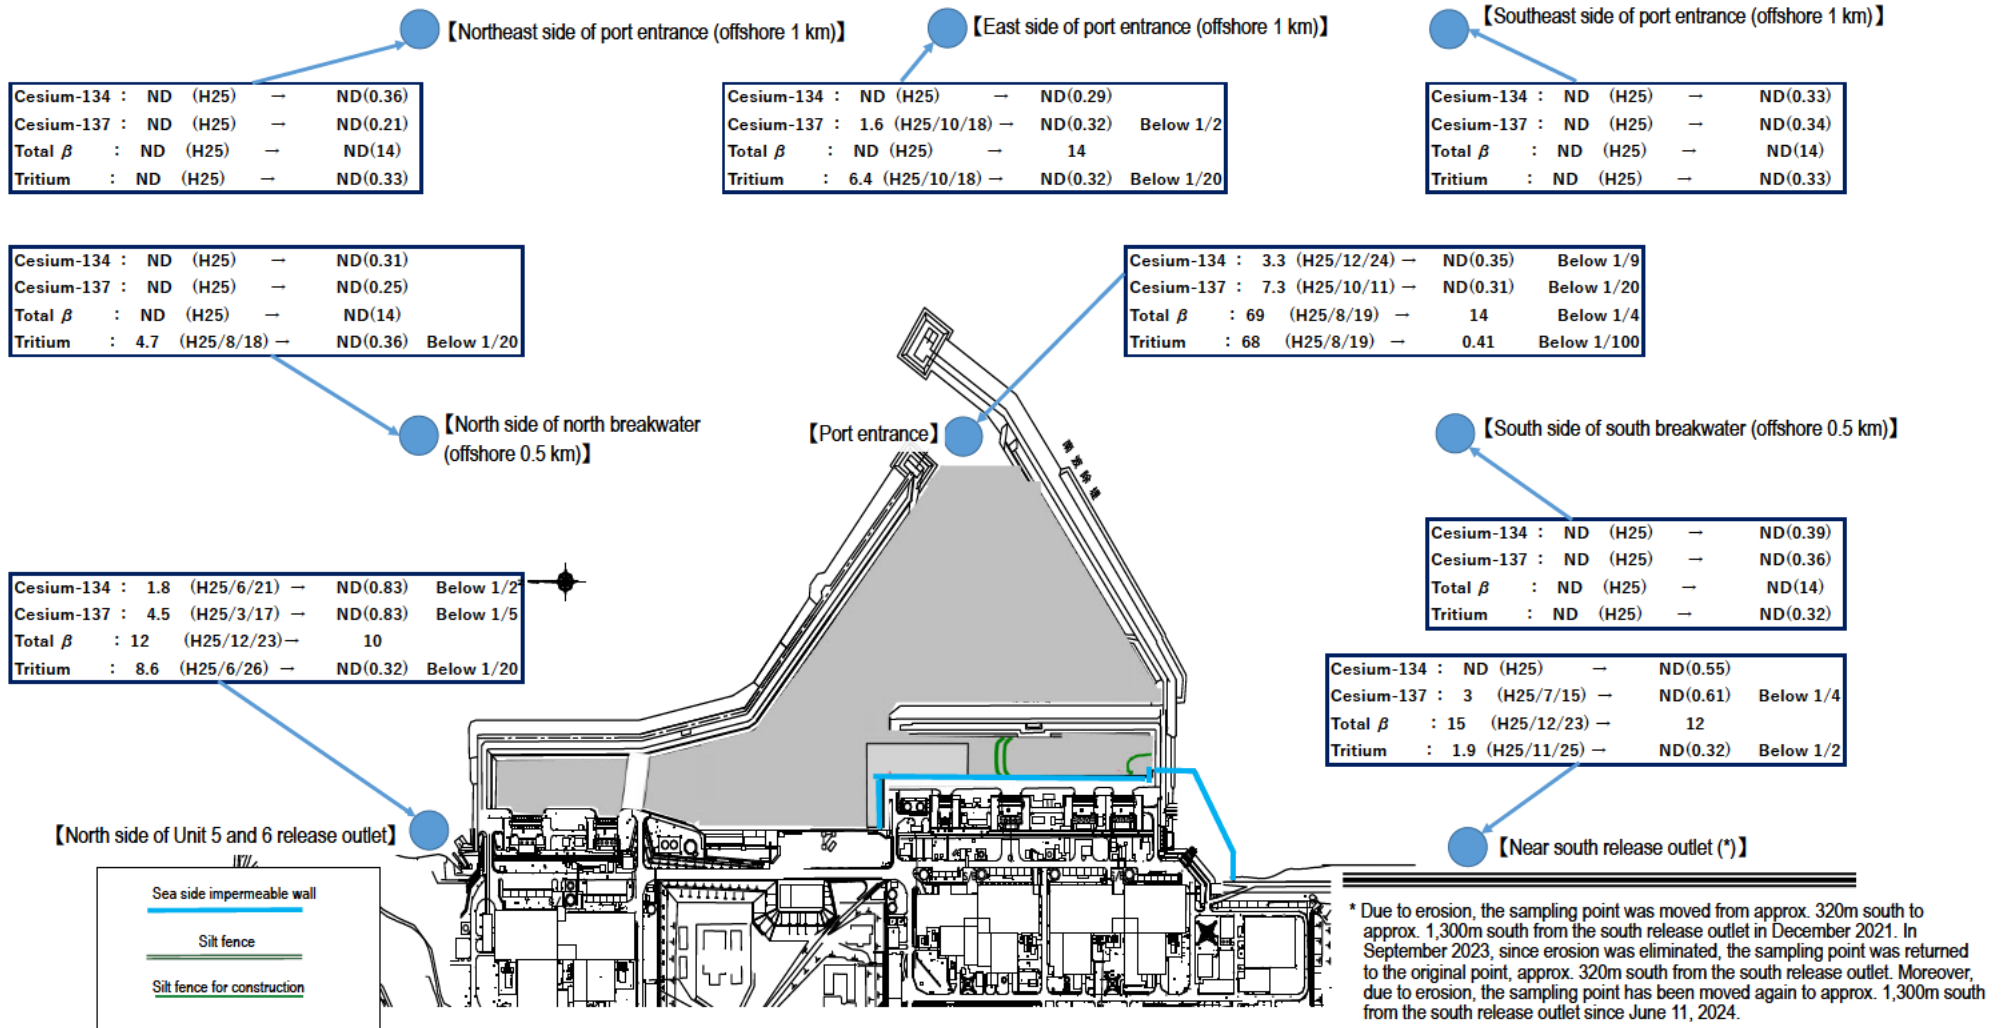 【Northeast side of port entrance (offshore 1 km)】
Cesium-134 : ND (H25) → ND(0.36)
Cesium-137 : ND (H25) → ND(0.21)
Total β : ND (H25) → ND(14)
Tritium : ND (H25) → ND(0.33)
【East side of port entrance (offshore 1 km)】
Cesium-134 : ND (H25) → ND(0.29)
Cesium-137 : 1.6 (H25/10/18) → ND(0.32) Below 1/2
Total β : ND (H25) → 14
Tritium : 6.4 (H25/10/18) → ND(0.32) Below 1/20
【Southeast side of port entrance (offshore 1 km)】
Cesium-134 : ND (H25) → ND(0.33)
Cesium-137 : ND (H25) → ND(0.34)
Total β : ND (H25) → ND(14)
Tritium : ND (H25) → ND(0.33)
Cesium-134 : ND (H25) → ND(0.31)
Cesium-137 : ND (H25) → ND(0.25)
Total β : ND (H25) → ND(14)
Tritium : 4.7 (H25/8/18) → ND(0.36) Below 1/20
【North side of north breakwater
(offshore 0.5 km)】
Cesium-134 : 3.3 (H25/12/24) → ND(0.35) Below 1/9
Cesium-137 : 7.3 (H25/10/11) → ND(0.31) Below 1/20
Total β : 69 (H25/8/19) → 14 Below 1/4
Tritium : 68 (H25/8/19) → 0.41 Below 1/100
【Port entrance】
南波除堤
【South side of south breakwater (offshore 0.5 km)】
Cesium-134 : ND (H25) → ND(0.39)
Cesium-137 : ND (H25) → ND(0.36)
Total β : ND (H25) → ND(14)
Tritium : ND (H25) → ND(0.32)
Cesium-134 : 1.8 (H25/6/21) → ND(0.83) Below 1/2
Cesium-137 : 4.5 (H25/3/17) → ND(0.83) Below 1/5
Total β : 12 (H25/12/23) → 10
Tritium : 8.6 (H25/6/26) → ND(0.32) Below 1/20
【North side of Unit 5 and 6 release outlet】
Cesium-134 : ND (H25) → ND(0.55)
Cesium-137 : 3 (H25/7/15) → ND(0.61) Below 1/4
Total β : 15 (H25/12/23) → 12
Tritium : 1.9 (H25/11/25) → ND(0.32) Below 1/2
【Near south release outlet (*)】
Sea side impermeable wall
Silt fence
Silt fence for construction
* Due to erosion, the sampling point was moved from approx. 320m south to
approx. 1,300m south from the south release outlet in December 2021. In
September 2023, since erosion was eliminated, the sampling point was returned
to the original point, approx. 320m south from the south release outlet. Moreover,
due to erosion, the sampling point has been moved again to approx. 1,300m south
from the south release outlet since June 11, 2024.